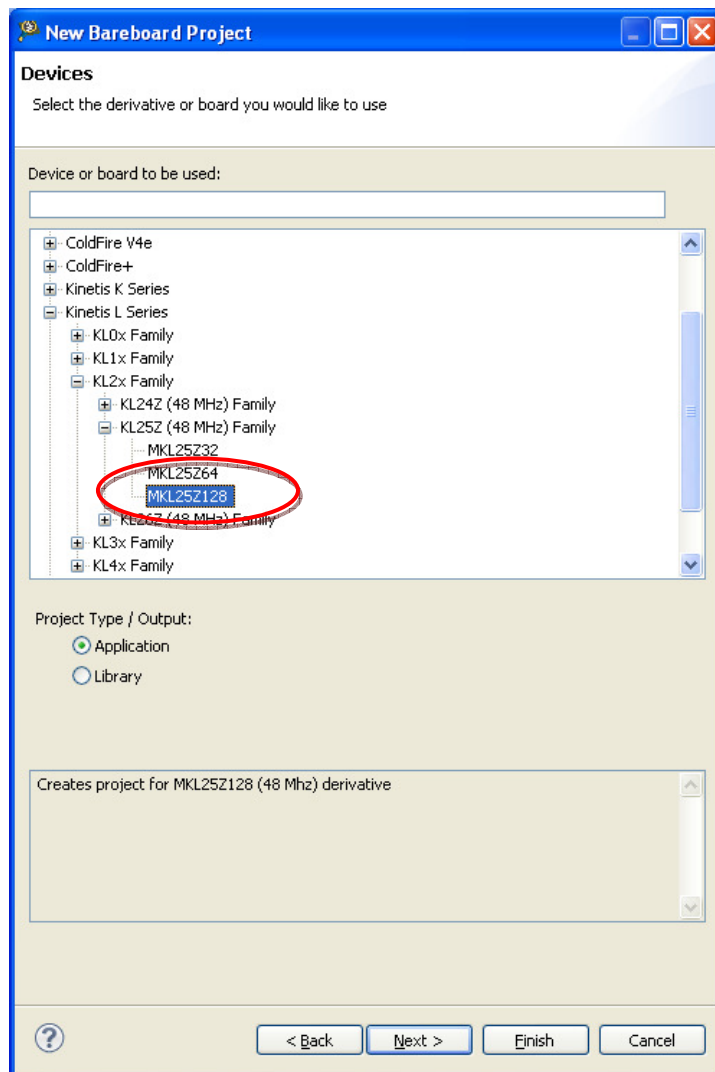 New Bareboard Project
Devices
Select the derivative or board you would like to use
Device or board to be used:
ColdFire V4e
ColdFire+
Kinetis K Series
Kinetis L Series
KL0x Family
KL1x Family
KL2x Family
KL24Z (48 MHz) Family
KL25Z (48 MHz) Family
MKL25Z32
MKL25Z64
MKL25Z128
KL26Z (48 MHz) Family
KL3x Family
KL4x Family
Project Type / Output:
Application
Library
Creates project for MKL25Z128 (48 Mhz) derivative
? < Back Next > Finish Cancel